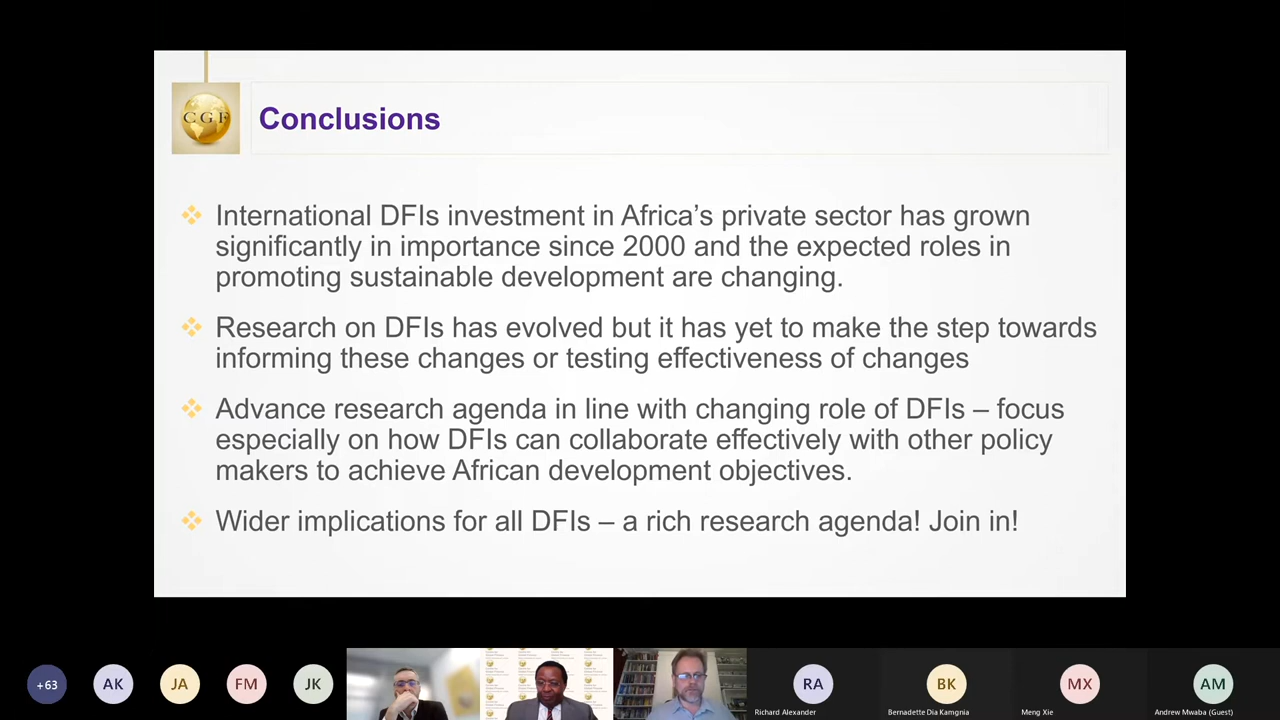 CGF
Conclusions
International DFIs investment in Africa's private sector has grown
significantly in importance since 2000 and the expected roles in
promoting sustainable development are changing.
Research on DFIs has evolved but it has yet to make the step towards
informing these changes or testing effectiveness of changes
Advance research agenda in line with changing role of DFIs – focus
especially on how DFIs can collaborate effectively with other policy
makers to achieve African development objectives.
Wider implications for all DFIs – a rich research agenda! Join in!
+63
AK
JA
FM
JK
RA
BK
MX
AM
Richard Alexander
Bernadette Dia Kamgnia
Meng Xie
Andrew Mwaba (Guest)